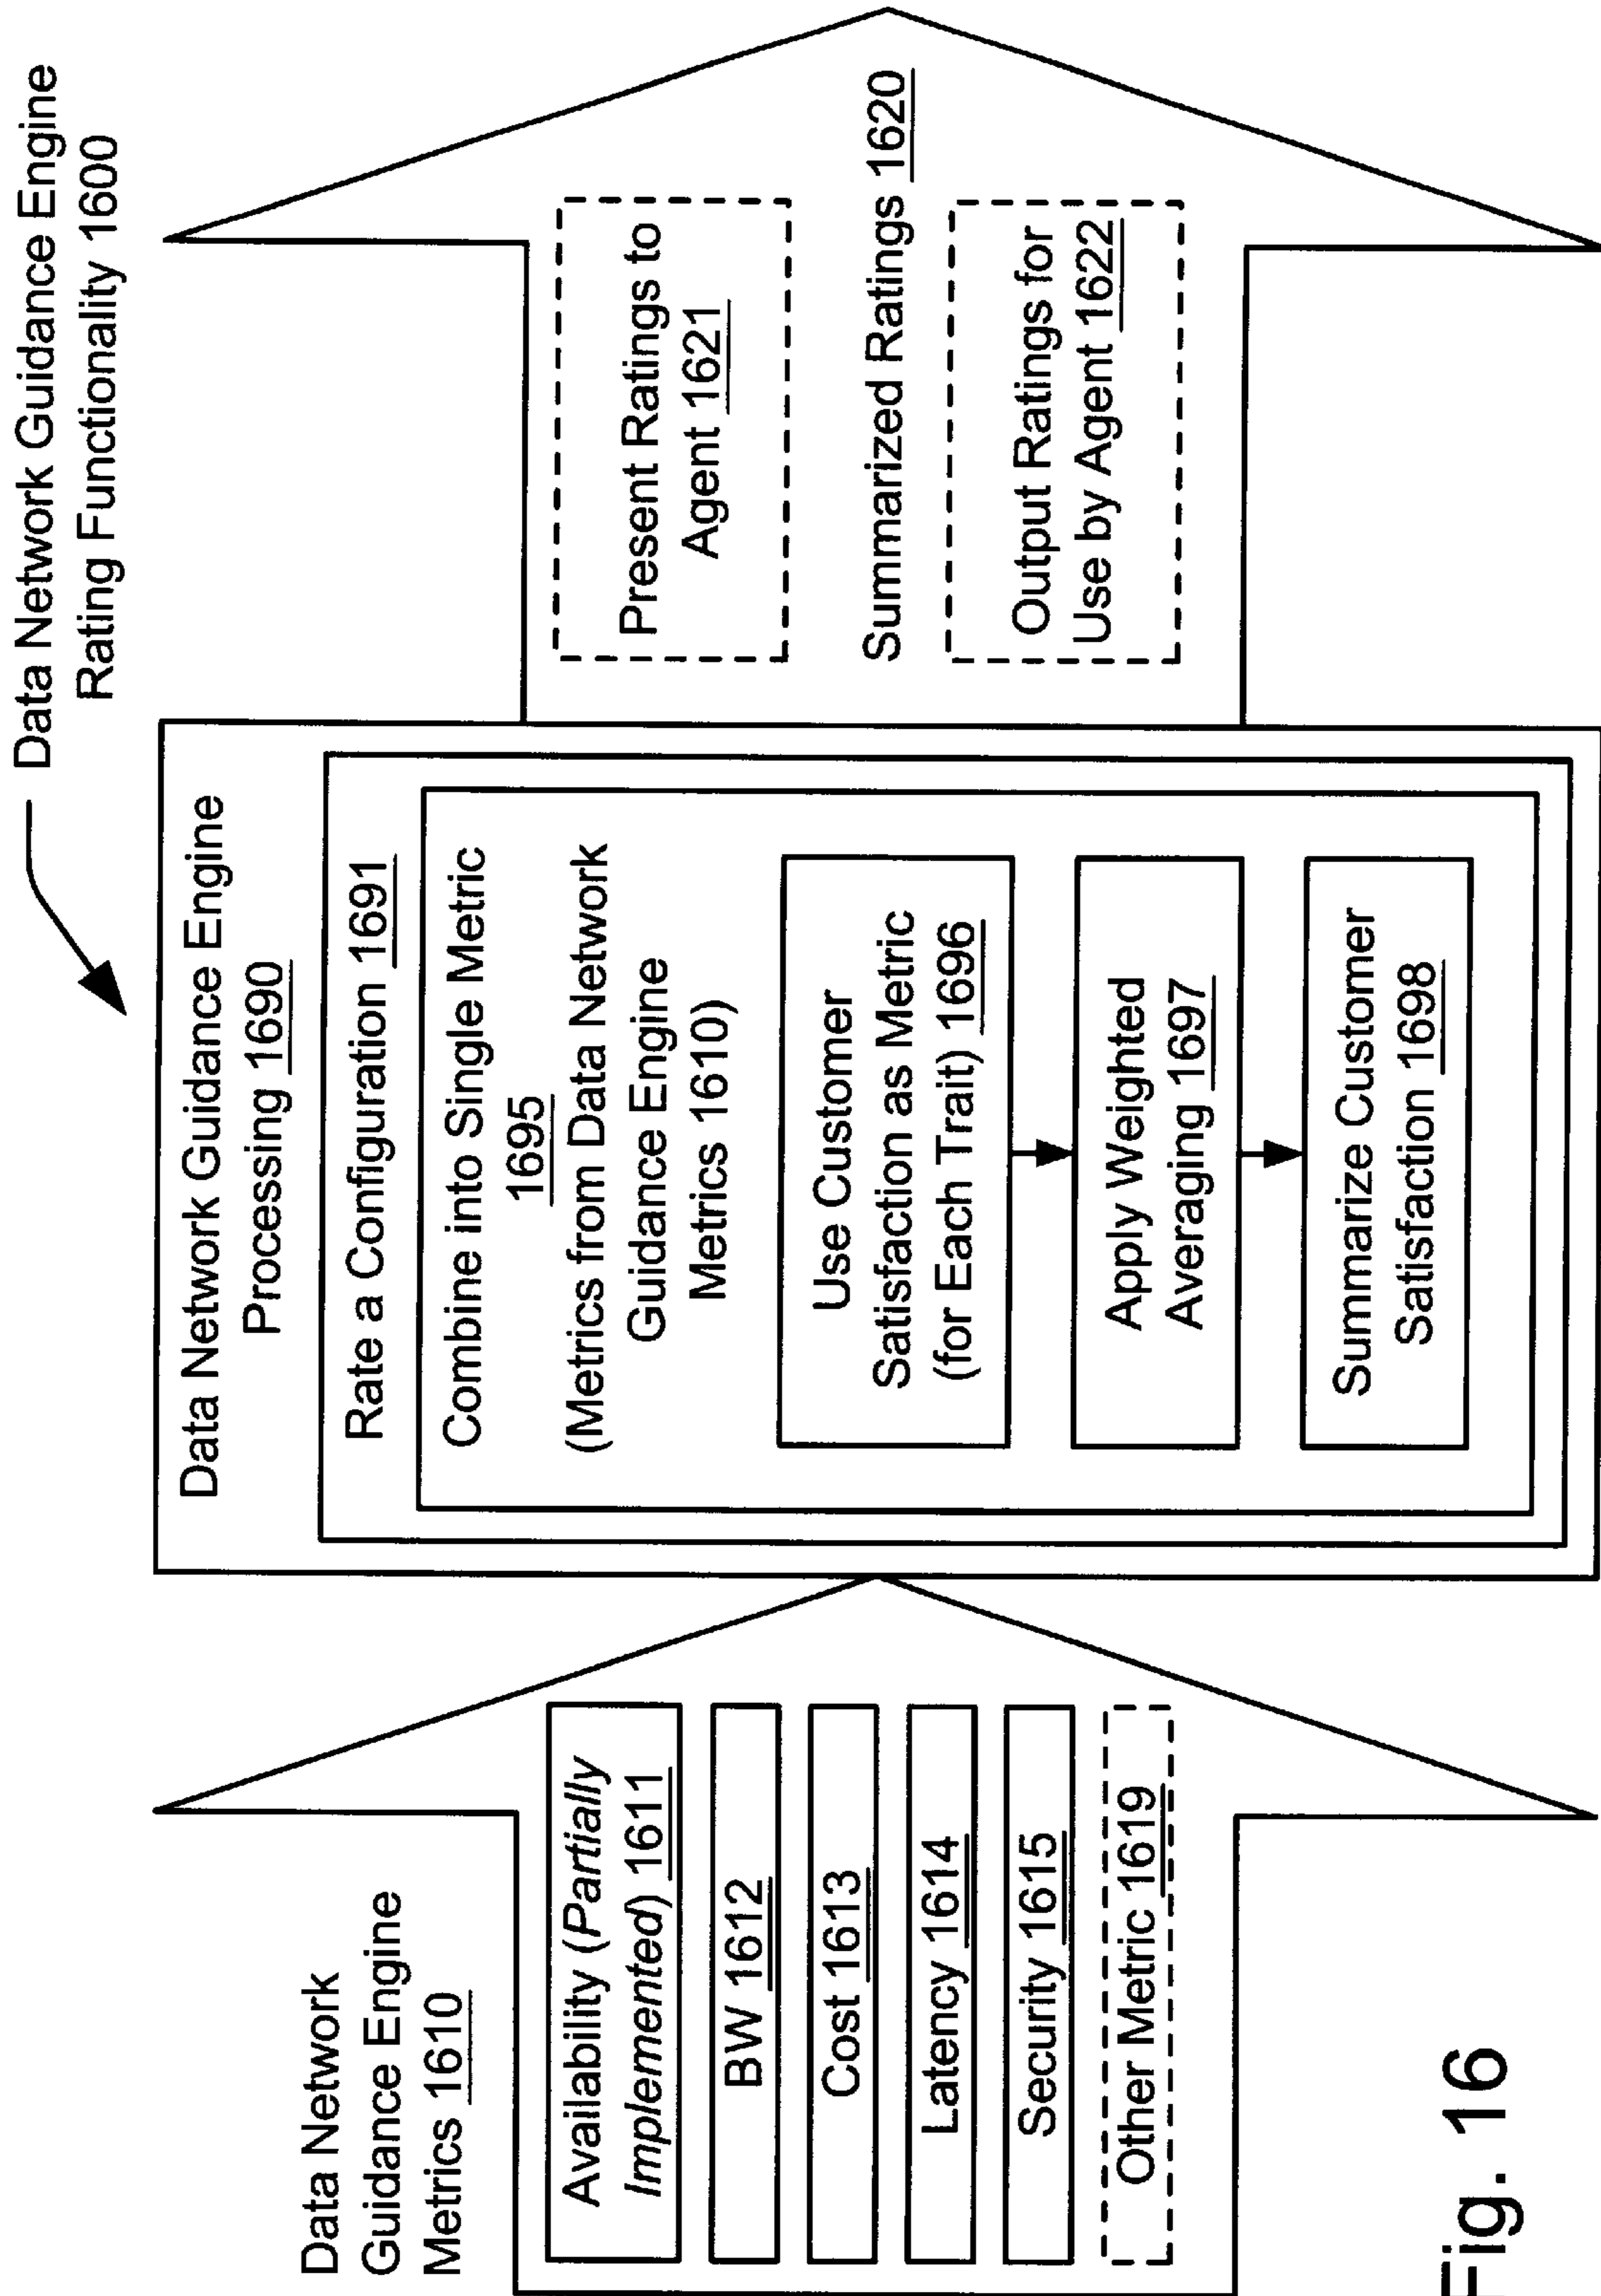 Data Network Guidance Engine
Rating Functionality 1600
Data Network
Guidance Engine
Metrics 1610
Availability (Partially
Implemented) 1611
BW 1612
Cost 1613
Latency 1614
Security 1615
Other Metric 1619
Data Network Guidance Engine
Processing 1690
Rate a Configuration 1691
Combine into Single Metric
1695
(Metrics from Data Network
Guidance Engine
Metrics 1610)
Use Customer
Satisfaction as Metric
(for Each Trait) 1696
Apply Weighted
Averaging 1697
Summarize Customer
Satisfaction 1698
Present Ratings to
Agent 1621
Summarized Ratings 1620
Output Ratings for
Use by Agent 1622
Fig. 16